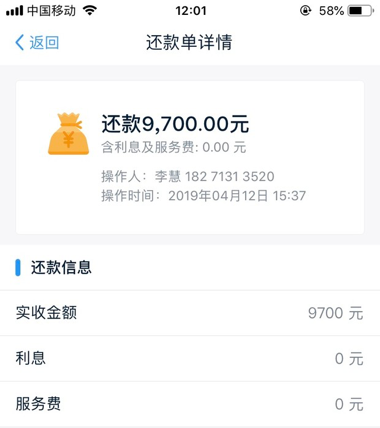 中国移动 12:01 58%
返回 还款单详情
还款9,700.00元
含利息及服务费: 0.00 元
操作人: 李慧 182 7131 3520
操作时间: 2019年04月12日 15:37
还款信息
实收金额 9700 元
利息 0 元
服务费 0 元